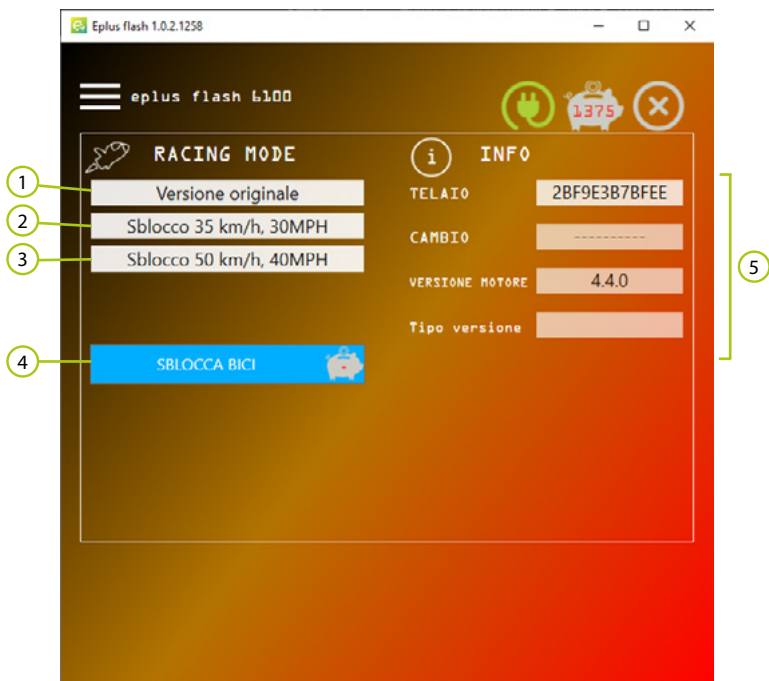 Eplus flash 1.0.2.1258
eplus flash 6100
1375
RACING MODE
i INFO
1
Versione originale
2
Sblocco 35 km/h, 30MPH
3
Sblocco 50 km/h, 40MPH
4
SBLOCCA BICI
TELAIO 2BF9E3B7BFEE
CAMBIO ----------
VERSIONE MOTORE 4.4.0
Tipo versione
5